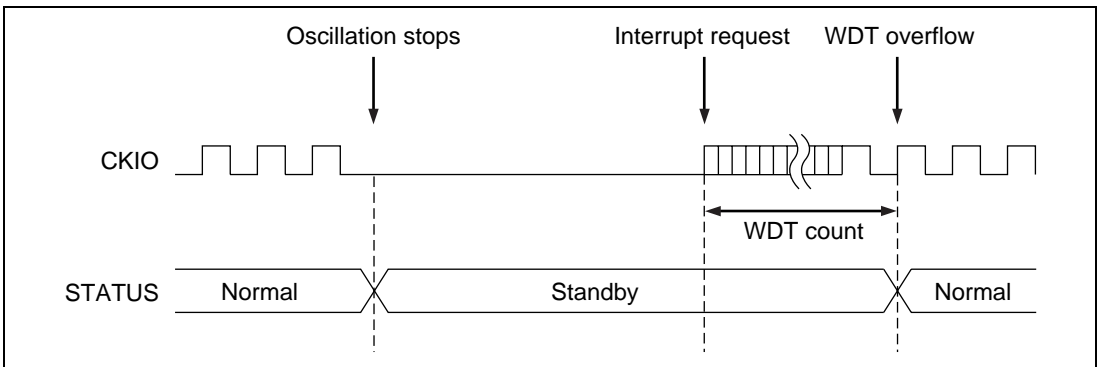 Oscillation stops
Interrupt request
WDT overflow
CKIO
WDT count
STATUS
Normal
Standby
Normal